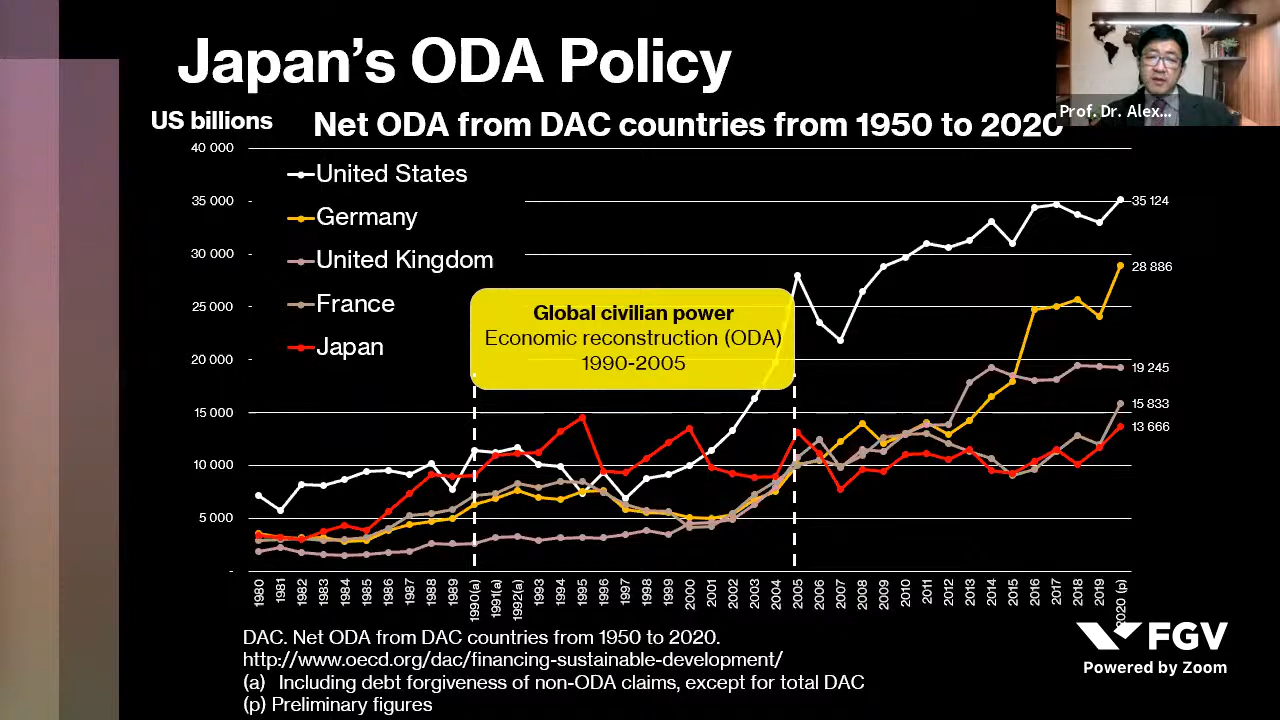 Japan's ODA Policy
Prof. Dr. Alex...
US billions
Net ODA from DAC countries from 1950 to 2020
40 000
35 000
30 000
25 000
20 000
15 000
10 000
5 000
-
United States
Germany
United Kingdom
France
Japan
Global civilian power
Economic reconstruction (ODA)
1990-2005
35 124
28 886
19 245
15 833
13 666
1980
1981
1982
1983
1984
1985
1986
1987
1988
1989
1990(a)
1991(a)
1992(a)
1993
1994
1995
1996
1997
1998
1999
2000
2001
2002
2003
2004
2005
2006
2007
2008
2009
2010
2011
2012
2013
2014
2015
2016
2017
2018
2019
2020 (p)
DAC. Net ODA from DAC countries from 1950 to 2020.
http://www.oecd.org/dac/financing-sustainable-development/
(a) Including debt forgiveness of non-ODA claims, except for total DAC
(p) Preliminary figures
FGV
Powered by Zoom